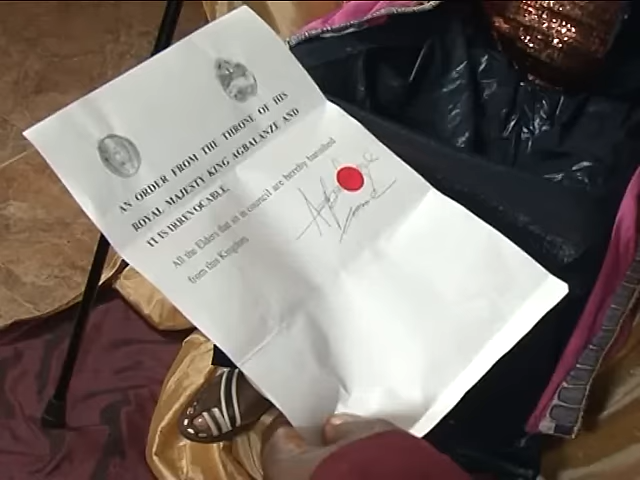 AN ORDER FROM THE THRONE OF HIS
ROYAL MAJESTY KING AGBALANZE AND
IT IS IRREVOCABLE
All the Elders that sit in council are hereby banished
from this Kingdom